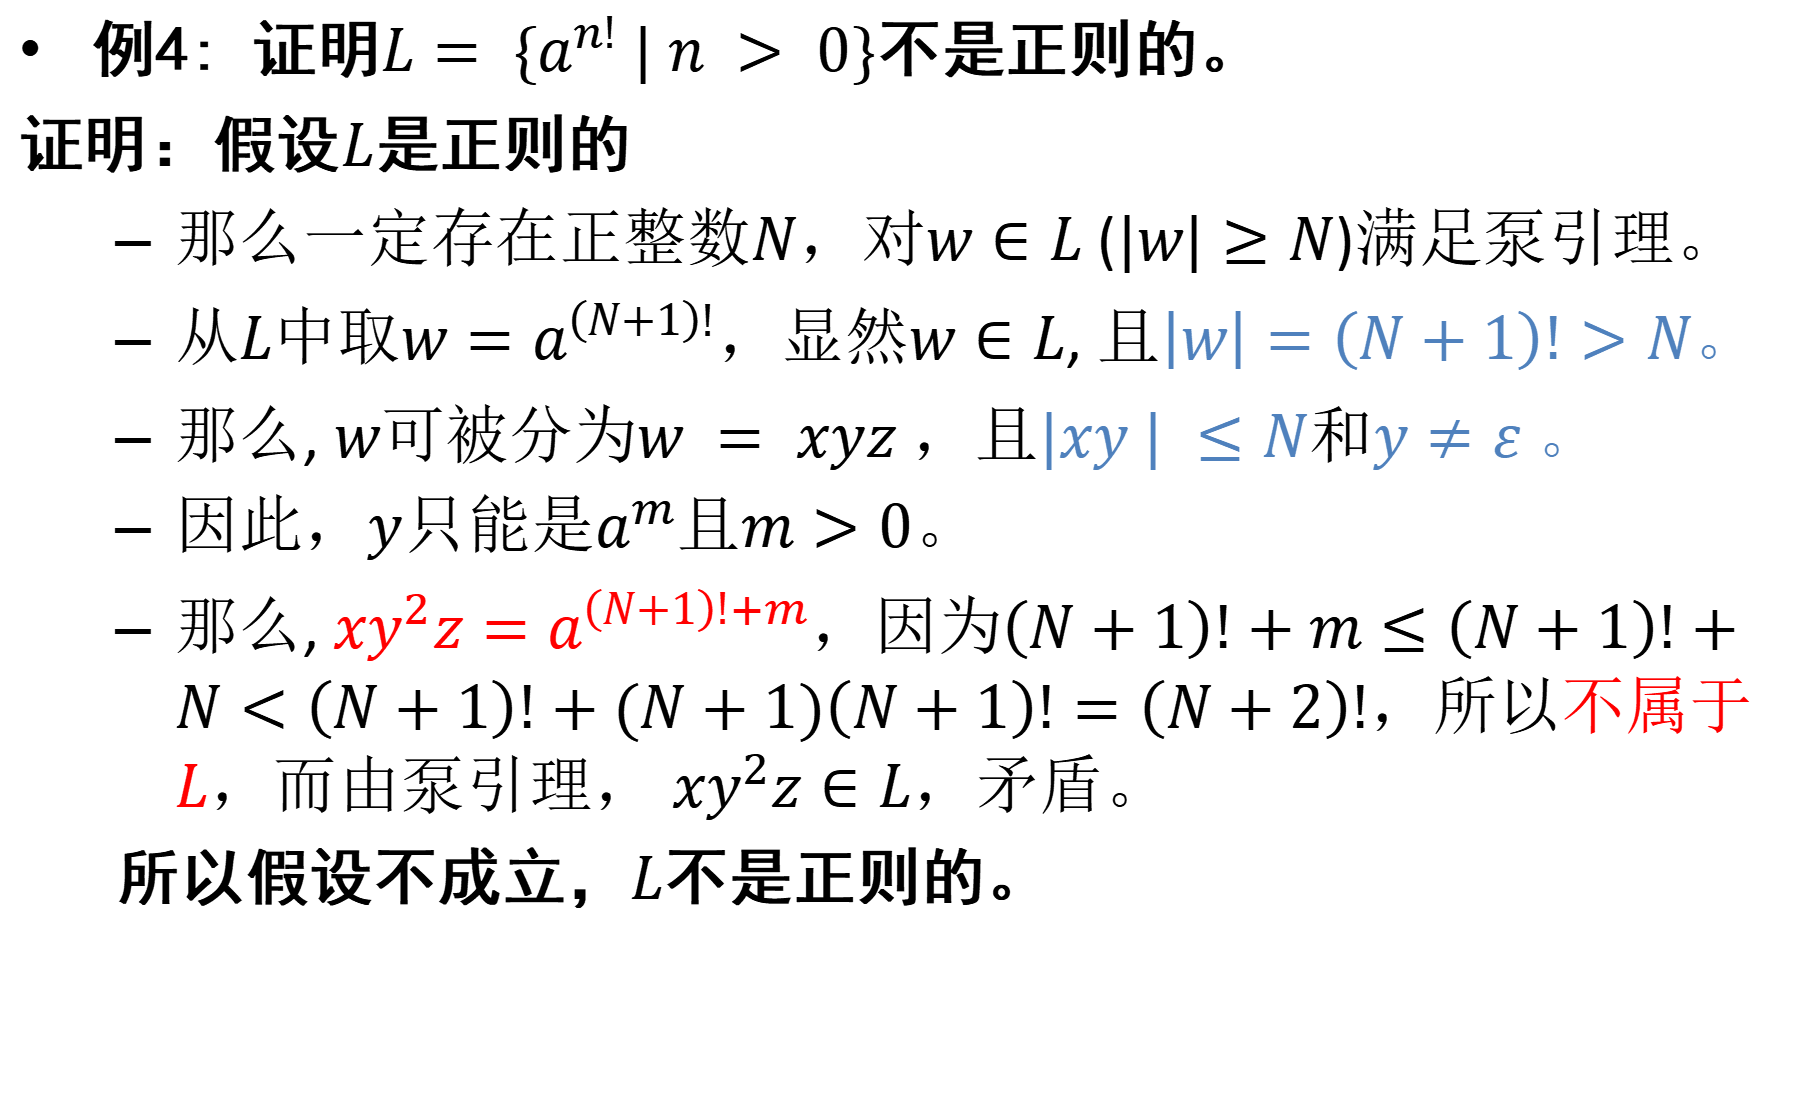 • 例4：证明L = {a^{n!} | n > 0}不是正则的。
证明：假设L是正则的
– 那么一定存在正整数N，对w ∈ L (|w| ≥ N)满足泵引理。
– 从L中取w = a^{(N+1)!}，显然w ∈ L, 且|w| = (N + 1)! > N。
– 那么, w可被分为w = xyz，且|xy| ≤ N和y ≠ ε。
– 因此，y只能是a^m且m > 0。
– 那么, xy²z = a^{(N+1)!+m}，因为(N + 1)! + m ≤ (N + 1)! +
N < (N + 1)! + (N + 1)(N + 1)! = (N + 2)!，所以不属于
L，而由泵引理， xy²z ∈ L，矛盾。
所以假设不成立，L不是正则的。